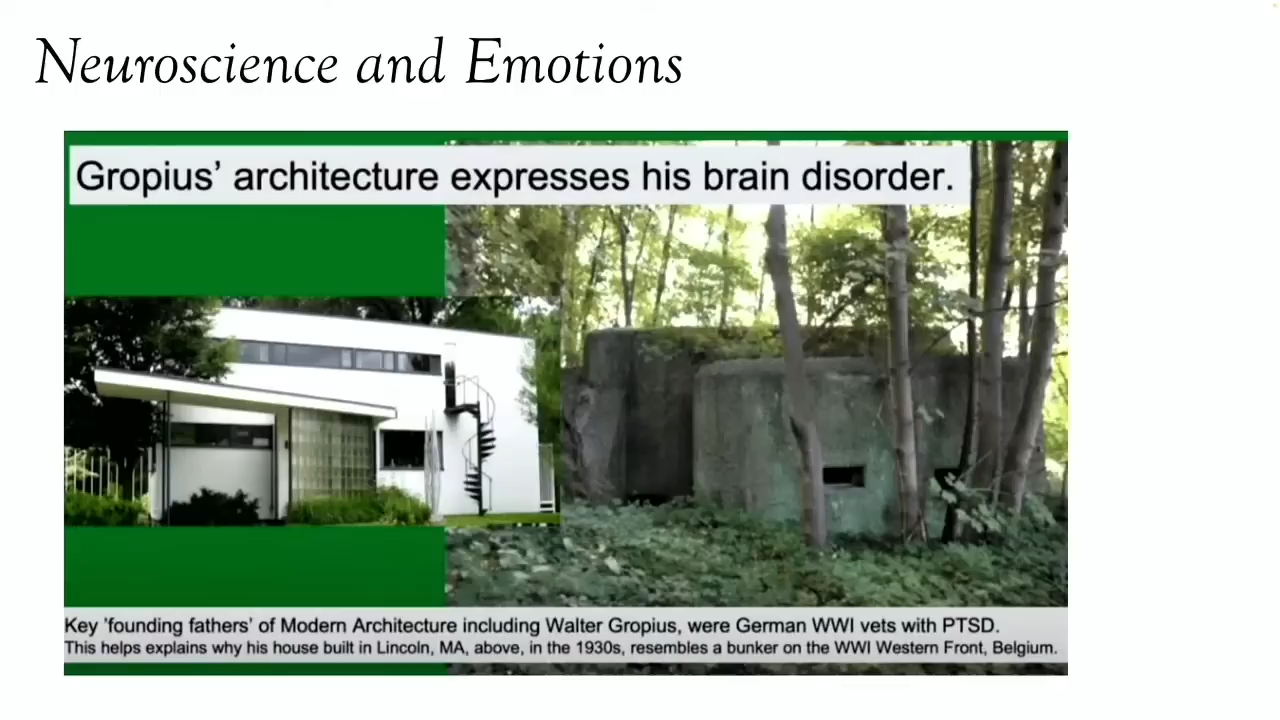 Neuroscience and Emotions
Gropius’ architecture expresses his brain disorder.
Key 'founding fathers' of Modern Architecture including Walter Gropius, were German WWI vets with PTSD.
This helps explains why his house built in Lincoln, MA, above, in the 1930s, resembles a bunker on the WWI Western Front, Belgium.